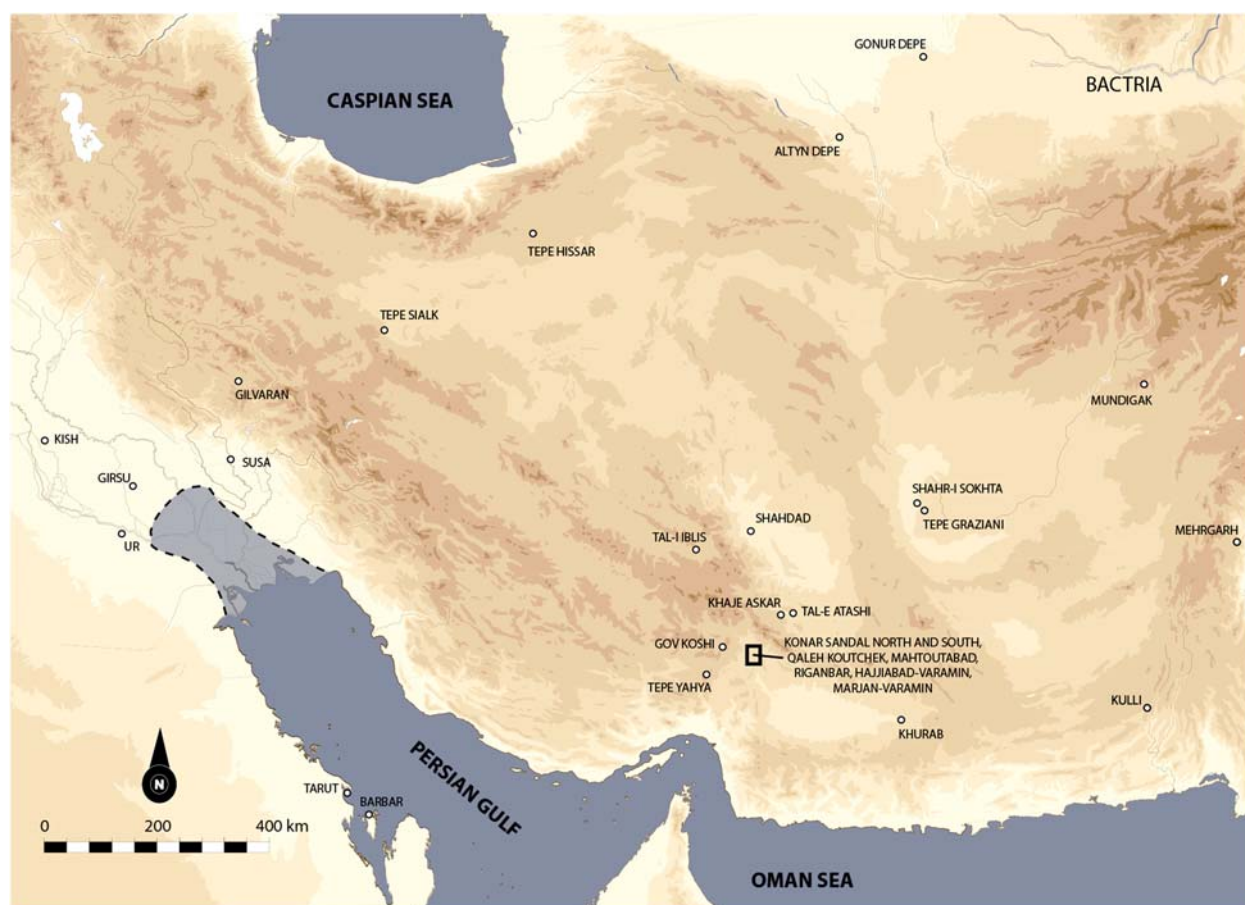 GONUR DEPE
BACTRIA
CASPIAN SEA
ALTYN DEPE
TEPE HISSAR
TEPE SIALK
GILVARAN
MUNDIGAK
KISH
SUSA
GIRSU
SHAHR-I SOKHTA
TEPE GRAZIANI
SHAHDAD
UR
TAL-I IBLIS
MEHRGARH
KHAJE ASKAR
TAL-E ATASHI
GOV KOSHI
KONAR SANDAL NORTH AND SOUTH,
QALEH KOUTCHEK, MAHTOUTABAD,
RIGANBAR, HAJJIABAD-VARAMIN,
MARJAN-VARAMIN
TEPE YAHYA
KULLI
KHURAB
N
PERSIAN GULF
TARUT
BARBAR
0 200 400 km
OMAN SEA